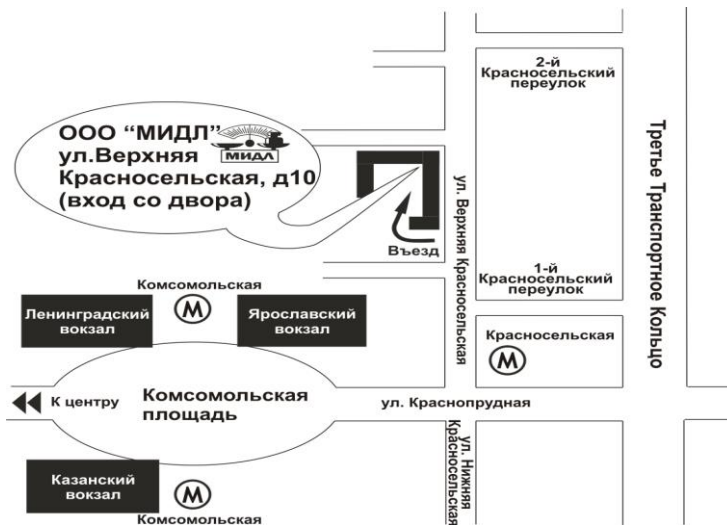 2-й
Красносельский
переулок
ООО “МИДЛ”
ул.Верхняя
Красносельская, д10
(вход со двора)
МИДЛ
Третье Транспортное Кольцо
ул. Верхняя Красносельская
Въезд
1-й
Красносельский
переулок
Комсомольская
М
Ленинградский
вокзал
Ярославский
вокзал
Красносельская
М
К центру
Комсомольская
площадь
ул. Краснопрудная
ул. Нижняя
Красносельская
Казанский
вокзал
М
Комсомольская